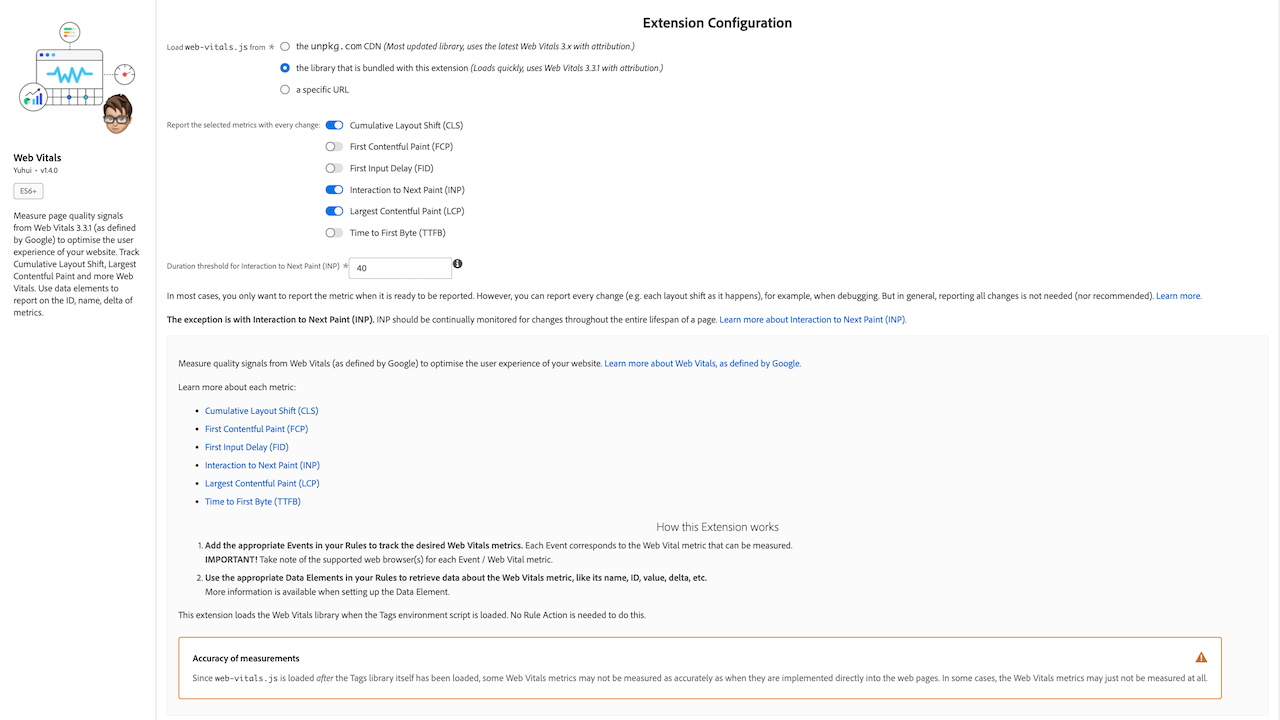 Extension Configuration
Load web-vitals.js from *
the unpkg.com CDN (Most updated library, uses the latest Web Vitals 3.x with attribution.)
the library that is bundled with this extension (Loads quickly, uses Web Vitals 3.3.1 with attribution.)
a specific URL
Web Vitals
Yuhui • v1.4.0
ES6+
Measure page quality signals
from Web Vitals 3.3.1 (as defined
by Google) to optimise the user
experience of your website. Track
Cumulative Layout Shift, Largest
Contentful Paint and more Web
Vitals. Use data elements to
report on the ID, name, delta of
metrics.
Report the selected metrics with every change:
Cumulative Layout Shift (CLS)
First Contentful Paint (FCP)
First Input Delay (FID)
Interaction to Next Paint (INP)
Largest Contentful Paint (LCP)
Time to First Byte (TTFB)
Duration threshold for Interaction to Next Paint (INP) * 40
In most cases, you only want to report the metric when it is ready to be reported. However, you can report every change (e.g. each layout shift as it happens), for example, when debugging. But in general, reporting all changes is not needed (nor recommended). Learn more.
The exception is with Interaction to Next Paint (INP). INP should be continually monitored for changes throughout the entire lifespan of a page. Learn more about Interaction to Next Paint (INP).
Measure quality signals from Web Vitals (as defined by Google) to optimise the user experience of your website. Learn more about Web Vitals, as defined by Google.
Learn more about each metric:
• Cumulative Layout Shift (CLS)
• First Contentful Paint (FCP)
• First Input Delay (FID)
• Interaction to Next Paint (INP)
• Largest Contentful Paint (LCP)
• Time to First Byte (TTFB)
How this Extension works
1. Add the appropriate Events in your Rules to track the desired Web Vitals metrics. Each Event corresponds to the Web Vital metric that can be measured.
IMPORTANT! Take note of the supported web browser(s) for each Event / Web Vital metric.
2. Use the appropriate Data Elements in your Rules to retrieve data about the Web Vitals metric, like its name, ID, value, delta, etc.
More information is available when setting up the Data Element.
This extension loads the Web Vitals library when the Tags environment script is loaded. No Rule Action is needed to do this.
Accuracy of measurements
Since web-vitals.js is loaded after the Tags library itself has been loaded, some Web Vitals metrics may not be measured as accurately as when they are implemented directly into the web pages. In some cases, the Web Vitals metrics may just not be measured at all.